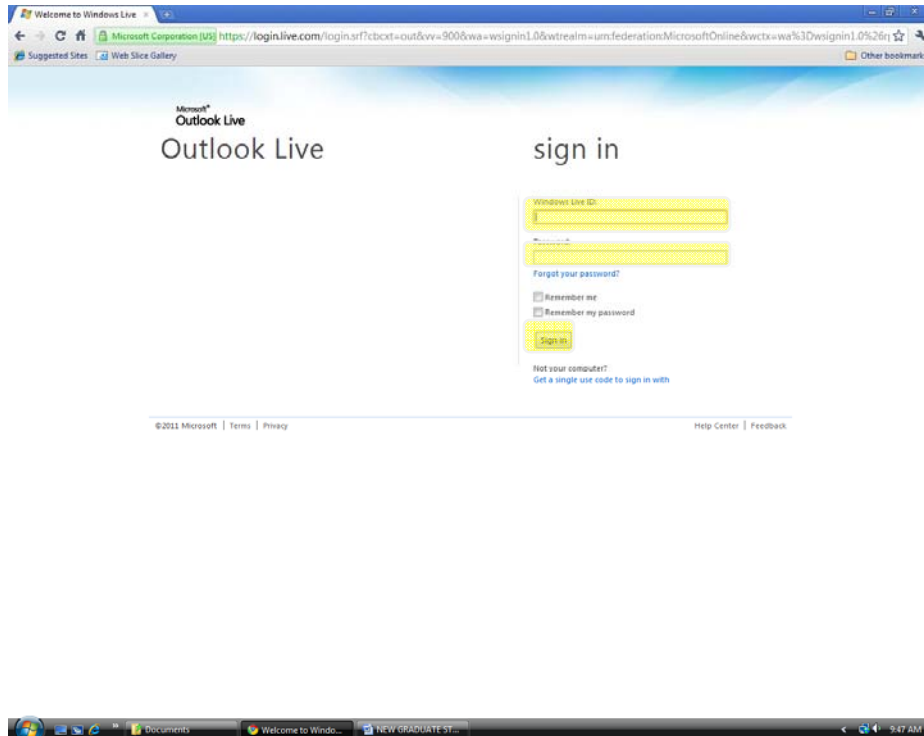 Welcome to Windows Live
Microsoft Corporation [US] https://login.live.com/login.srf?cbcxt=out&vv=900&wa=wsignin1.0&wtrealm=urn:federation:MicrosoftOnline&wctx=wa%3Dwsignin1.0%26r
Suggested Sites Web Slice Gallery Other bookmark
Microsoft®
Outlook Live
Outlook Live sign in
Windows Live ID:
Password:
Forgot your password?
Remember me
Remember my password
Sign in
Not your computer?
Get a single use code to sign in with
©2011 Microsoft | Terms | Privacy Help Center | Feedback
Documents Welcome to Windo... NEW GRADUATE ST... 9:47 AM